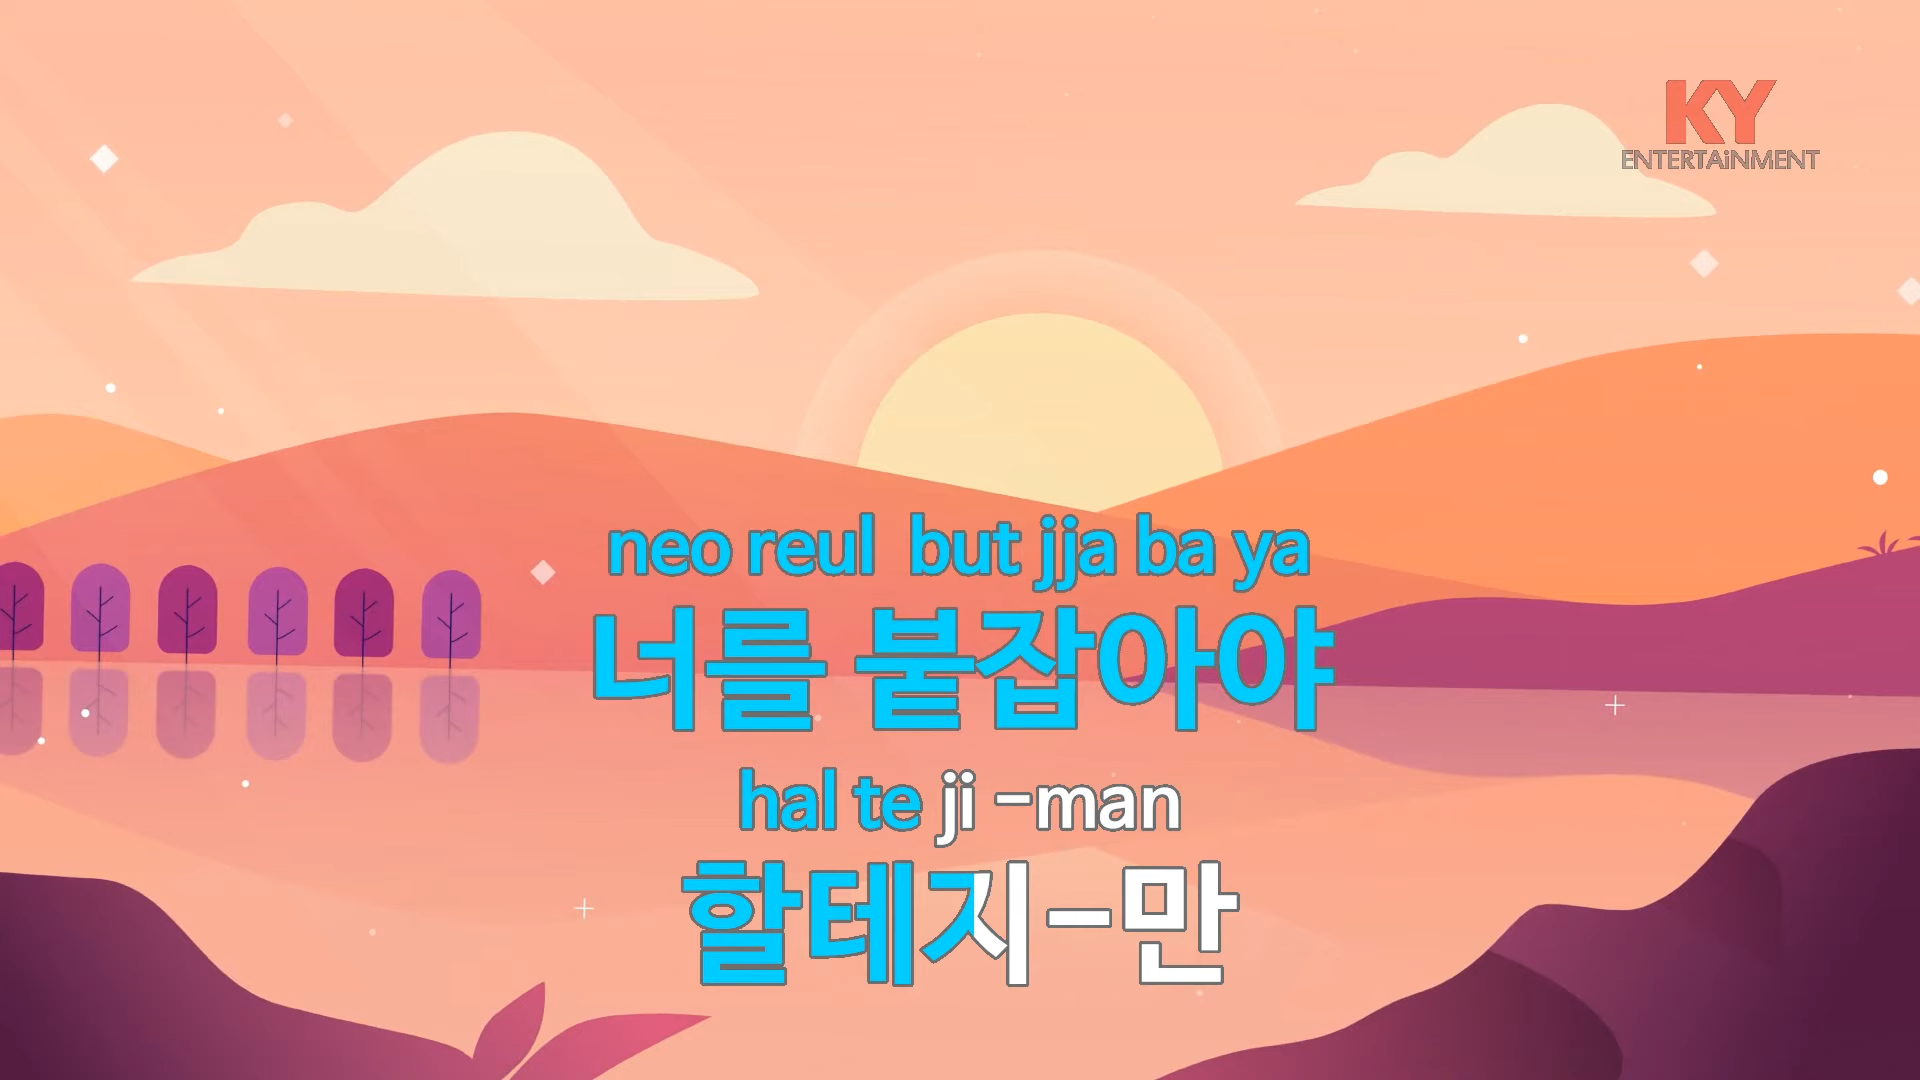 KY
ENTERTAiNMENT
neo reul but jja ba ya
너를 붙잡아야
hal te ji -man
할테지-만